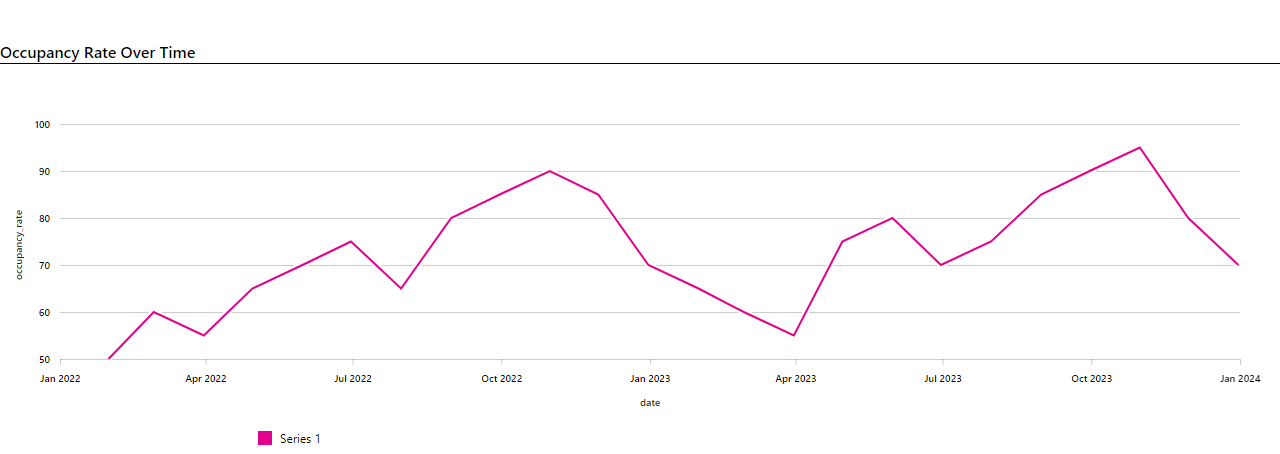 Occupancy Rate Over Time
100
90
80
70
60
50
occupancy_rate
Jan 2022 Apr 2022 Jul 2022 Oct 2022 Jan 2023 Apr 2023 Jul 2023 Oct 2023 Jan 2024
date
Series 1